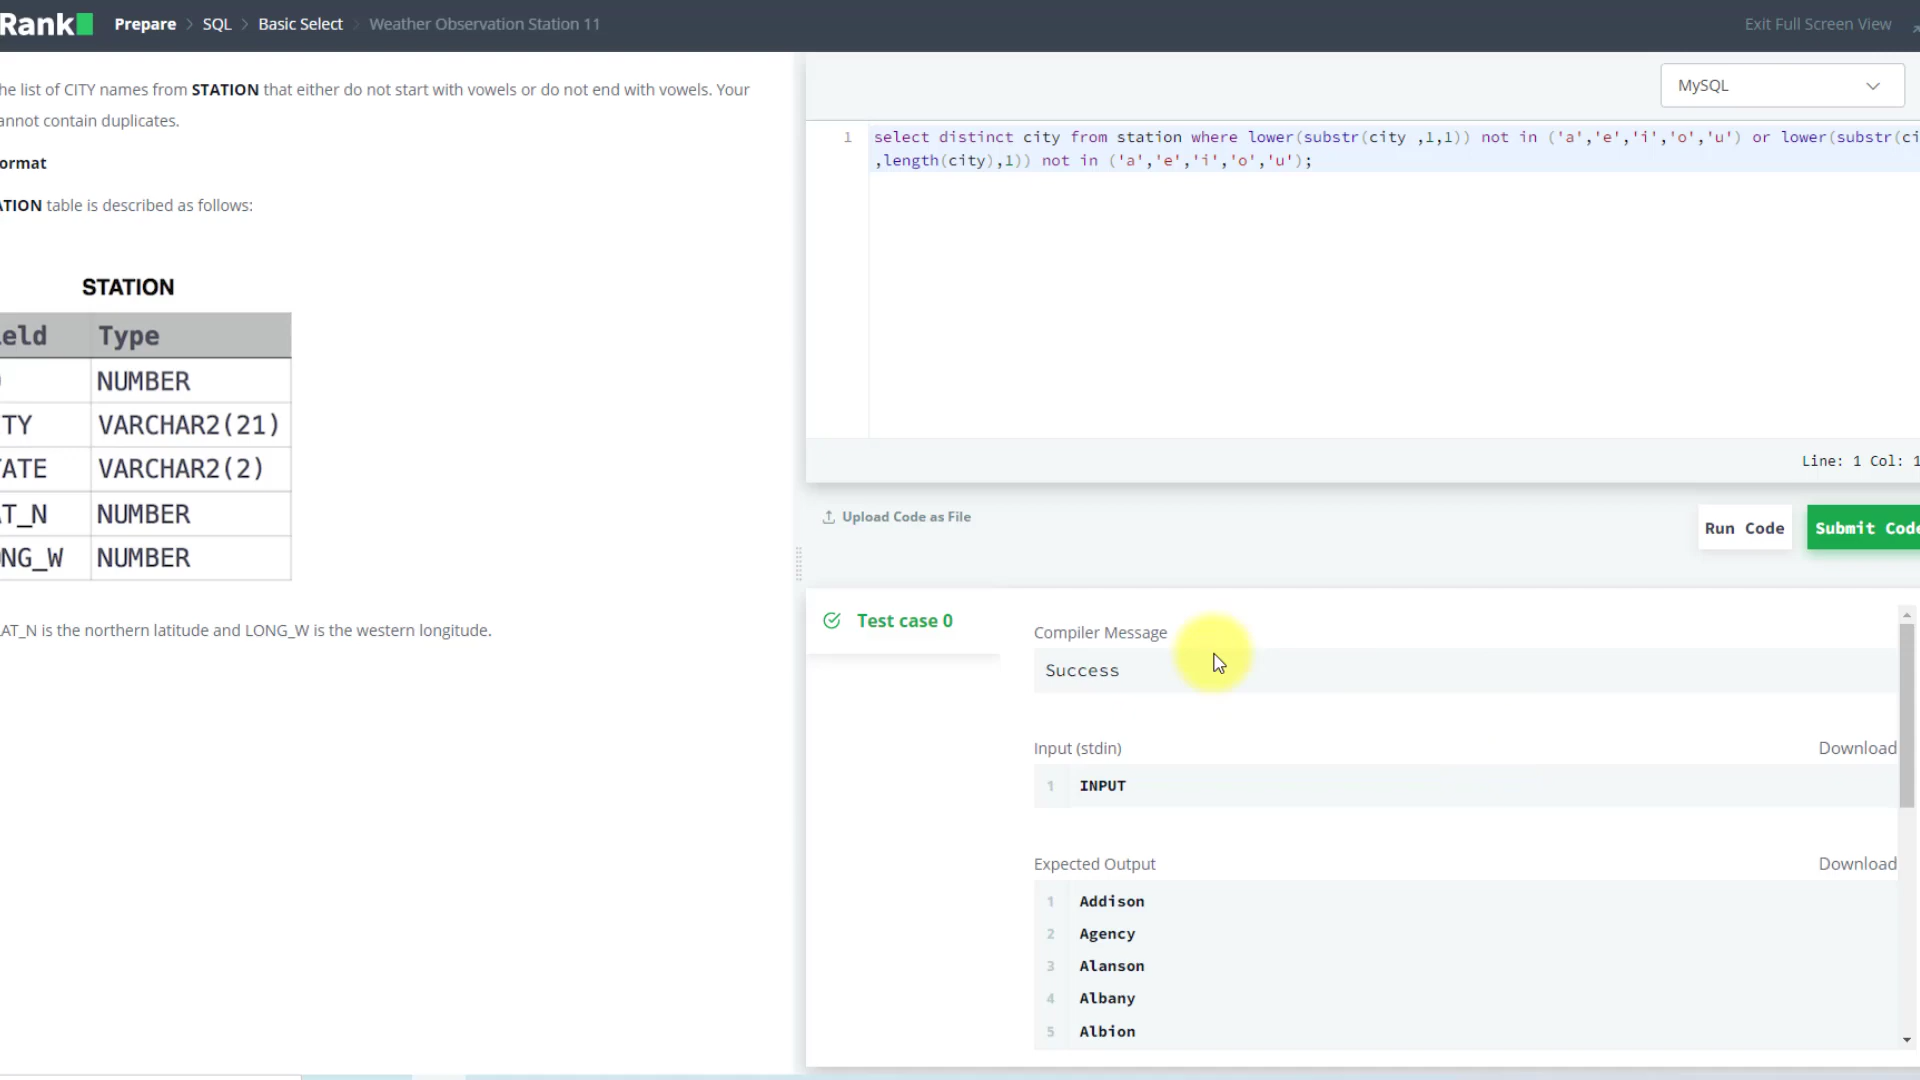 Rank
Prepare > SQL > Basic Select > Weather Observation Station 11
Exit Full Screen View
he list of CITY names from STATION that either do not start with vowels or do not end with vowels. Your
annot contain duplicates.
ormat
ATION table is described as follows:
STATION
ield Type
D NUMBER
TY VARCHAR2(21)
ATE VARCHAR2(2)
AT_N NUMBER
ONG_W NUMBER
AT_N is the northern latitude and LONG_W is the western longitude.
MySQL
1 select distinct city from station where lower(substr(city ,1,1)) not in ('a','e','i','o','u') or lower(substr(ci
,length(city),1)) not in ('a','e','i','o','u');
Line: 1 Col: 1
Upload Code as File
Run Code
Submit Code
Test case 0
Compiler Message
Success
Input (stdin)
Download
1 INPUT
Expected Output
Download
1 Addison
2 Agency
3 Alanson
4 Albany
5 Albion